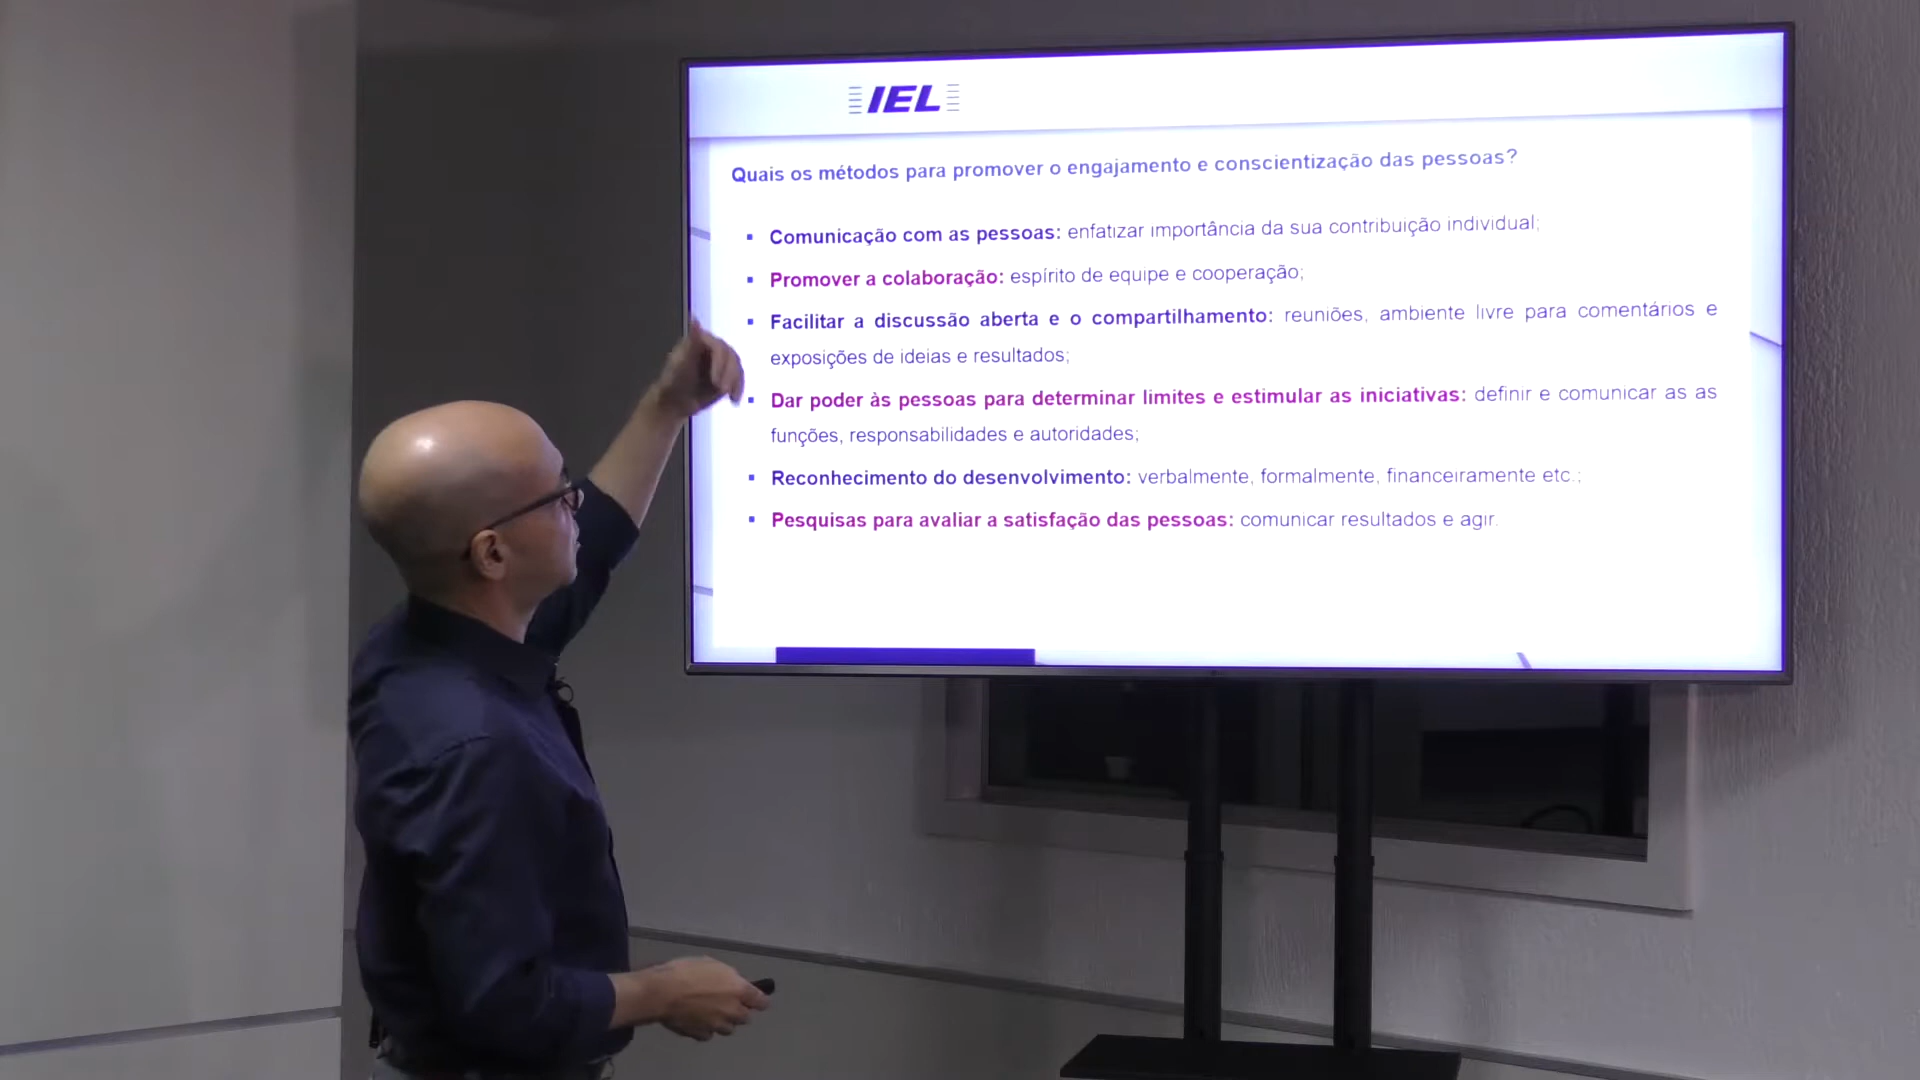 IEL
Quais os métodos para promover o engajamento e conscientização das pessoas?
▪ Comunicação com as pessoas: enfatizar importância da sua contribuição individual;
▪ Promover a colaboração: espírito de equipe e cooperação;
▪ Facilitar a discussão aberta e o compartilhamento: reuniões, ambiente livre para comentários e
exposições de ideias e resultados;
▪ Dar poder às pessoas para determinar limites e estimular as iniciativas: definir e comunicar as as
funções, responsabilidades e autoridades;
▪ Reconhecimento do desenvolvimento: verbalmente, formalmente, financeiramente etc.;
▪ Pesquisas para avaliar a satisfação das pessoas: comunicar resultados e agir.